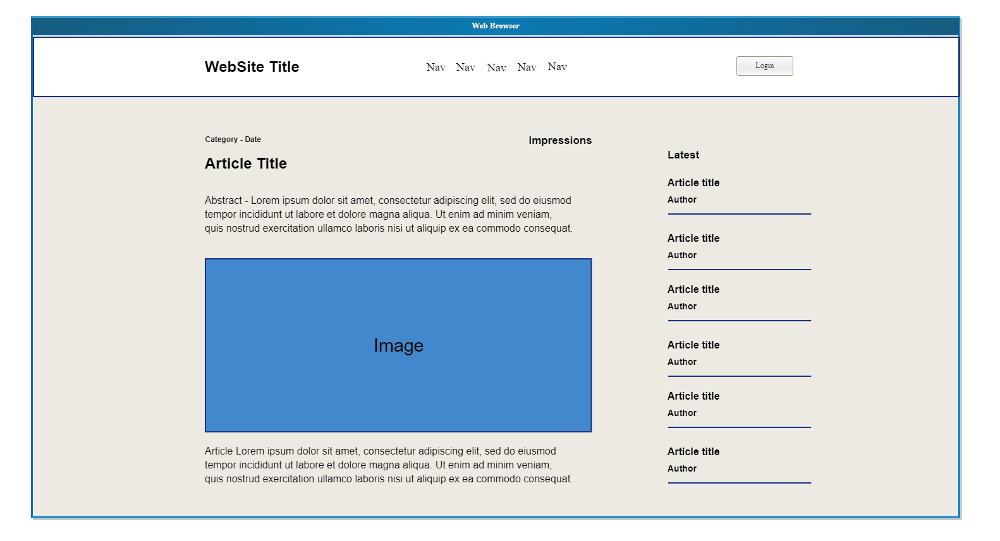 Web Browser
WebSite Title
Nav Nav Nav Nav Nav
Login
Category - Date
Impressions
Article Title
Abstract - Lorem ipsum dolor sit amet, consectetur adipiscing elit, sed do eiusmod
tempor incididunt ut labore et dolore magna aliqua. Ut enim ad minim veniam,
quis nostrud exercitation ullamco laboris nisi ut aliquip ex ea commodo consequat.
Image
Article Lorem ipsum dolor sit amet, consectetur adipiscing elit, sed do eiusmod
tempor incididunt ut labore et dolore magna aliqua. Ut enim ad minim veniam,
quis nostrud exercitation ullamco laboris nisi ut aliquip ex ea commodo consequat.
Latest
Article title
Author
Article title
Author
Article title
Author
Article title
Author
Article title
Author
Article title
Author